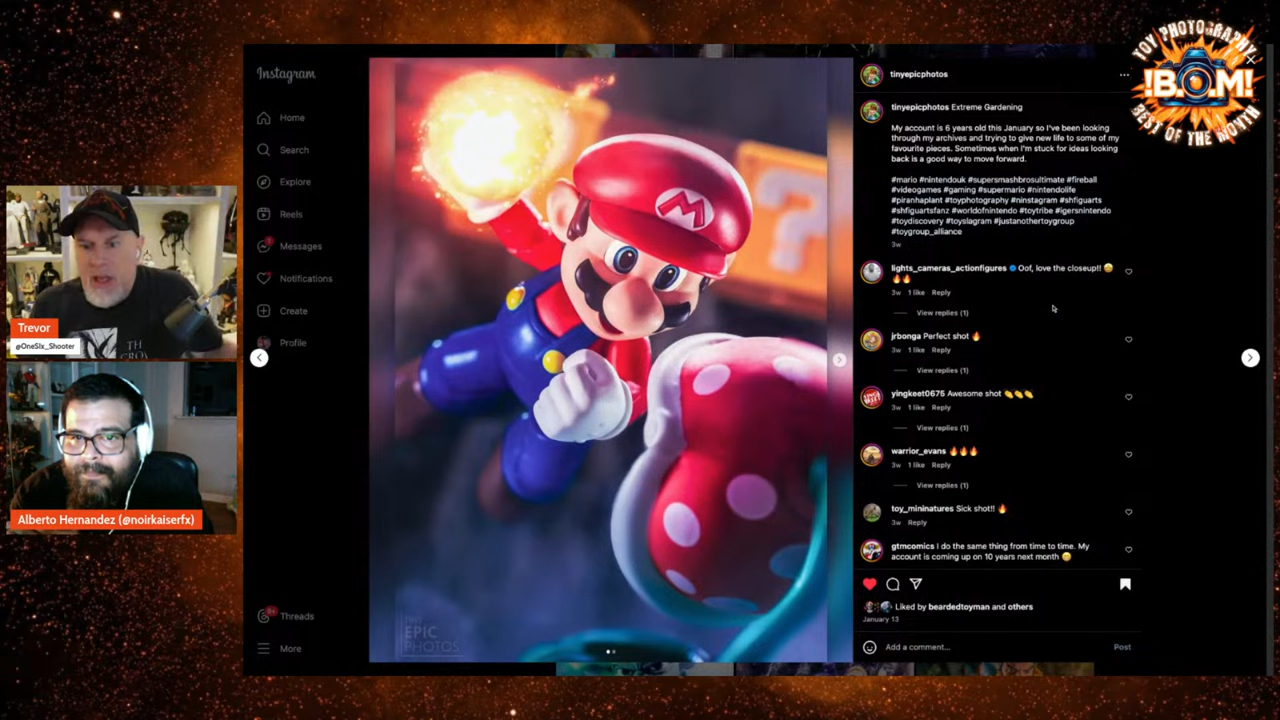 TOY PHOTOGRAPHY
!B.O.M!
BEST OF THE MONTH
Instagram
Home
Search
Explore
Reels
Messages
Notifications
Create
Profile
Threads
More
Trevor
@OneSix_Shooter
Alberto Hernandez (@noirkaiserfx)
M
EPIC
PHOTOS
tinyepicphotos
tinyepicphotos Extreme Gardening
My account is 6 years old this January so I've been looking
through my archives and trying to give new life to some of my
favourite pieces. Sometimes when I'm stuck for ideas looking
back is a good way to move forward.
#mario #nintendouk #supersmashbrosultimate #fireball
#videogames #gaming #supermario #nintendolife
#piranhaplant #toyphotography #ninstagram #shfiguarts
#shfiguartsfanz #worldofnintendo #toytribe #igersnintendo
#toydiscovery #toyslagram #justanothertoygroup
#toygroup_alliance
3w
lights_cameras_actionfigures Oof, love the closeup!! 🤩
🔥🔥
3w 1 like Reply
View replies (1)
jrbonga Perfect shot 🔥
3w 1 like Reply
View replies (1)
yingkeet0675 Awesome shot 👏👏👏
3w 1 like Reply
View replies (1)
warrior_evans 🔥🔥🔥
3w 1 like Reply
View replies (1)
toy_mininatures Sick shot!! 🔥
3w Reply
gtmcomics I do the same thing from time to time. My
account is coming up on 10 years next month 😁
Liked by beardedtoyman and others
January 13
Add a comment...
Post